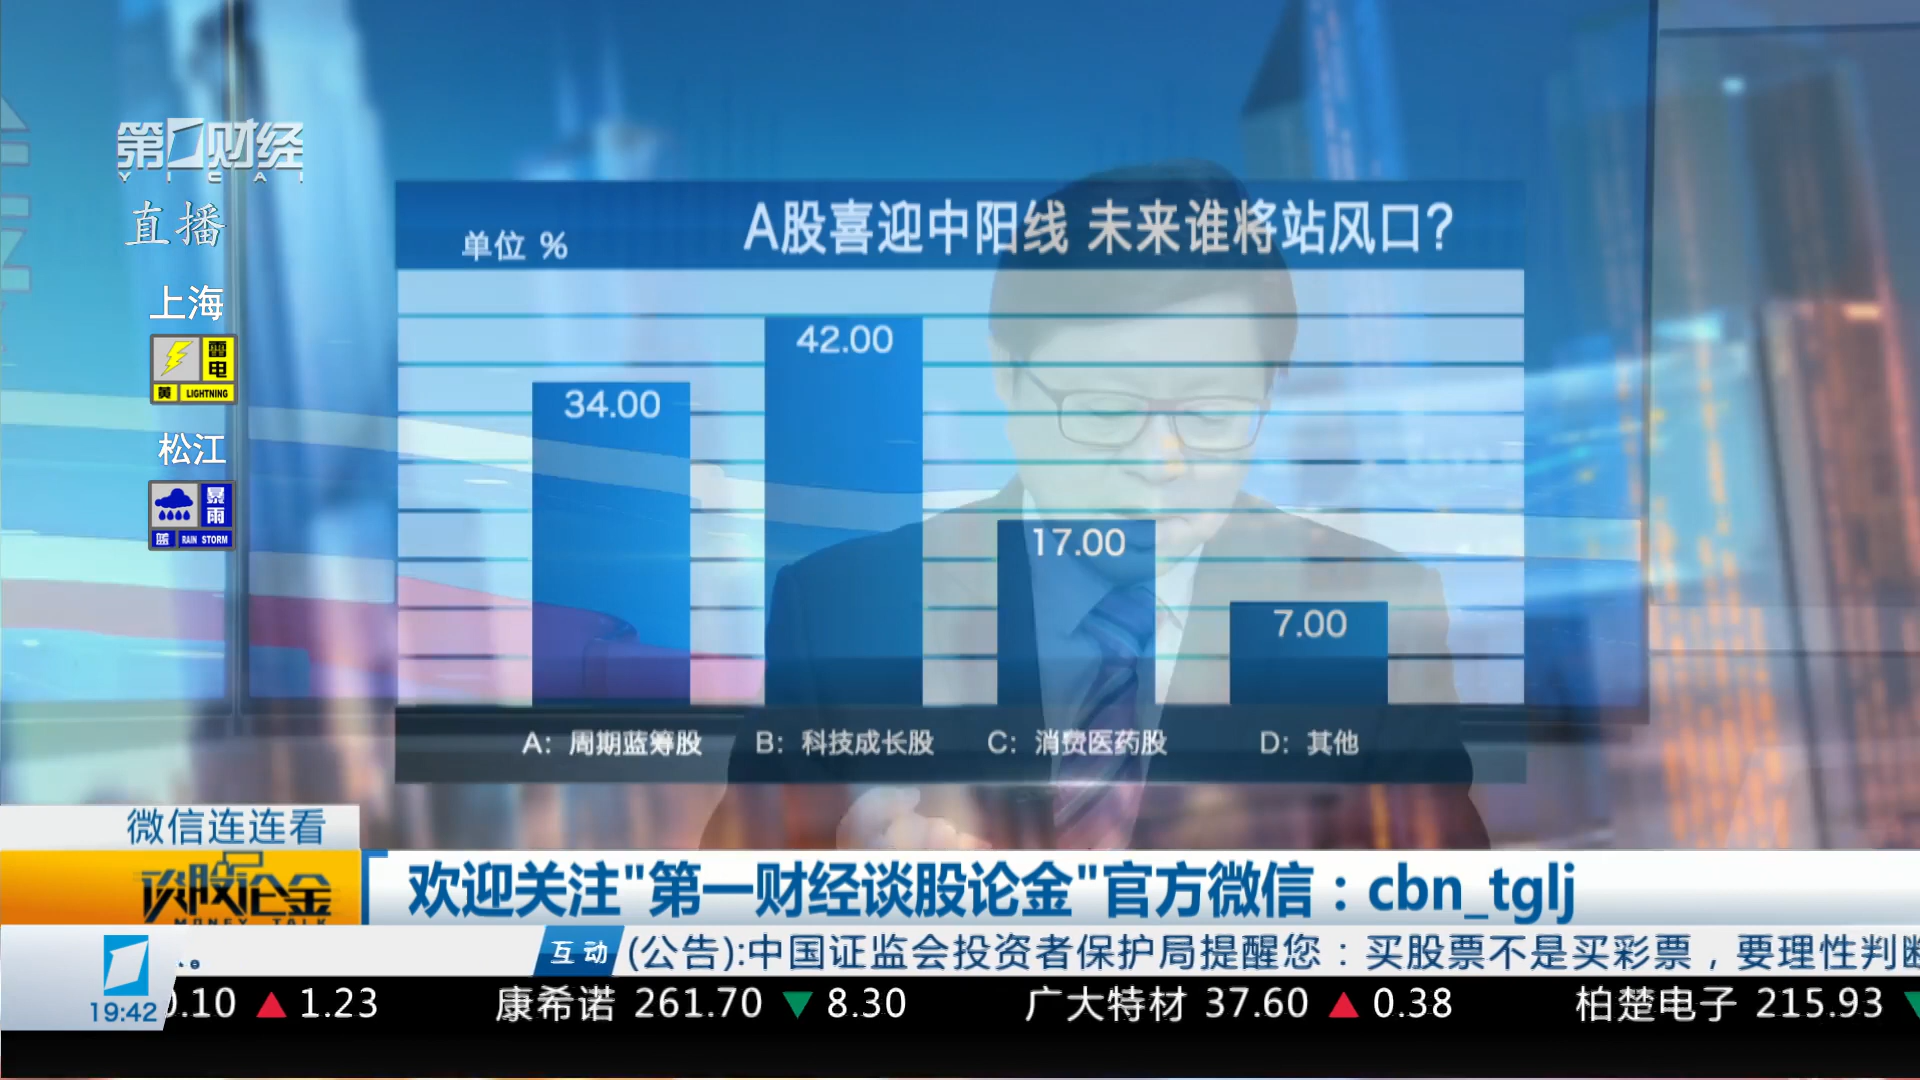 第一财经
YICAI
直播
上海
雷电
黄 LIGHTNING
松江
暴雨
蓝 RAIN STORM
单位 %
A股喜迎中阳线 未来谁将站风口?
34.00
42.00
17.00
7.00
A: 周期蓝筹股
B: 科技成长股
C: 消费医药股
D: 其他
微信连连看
谈股论金
MONEY TALK
欢迎关注"第一财经谈股论金"官方微信：cbn_tglj
互动
(公告):中国证监会投资者保护局提醒您：买股票不是买彩票，要理性判断
19:42
0.10 ▲ 1.23 康希诺 261.70 ▼ 8.30 广大特材 37.60 ▲ 0.38 柏楚电子 215.93